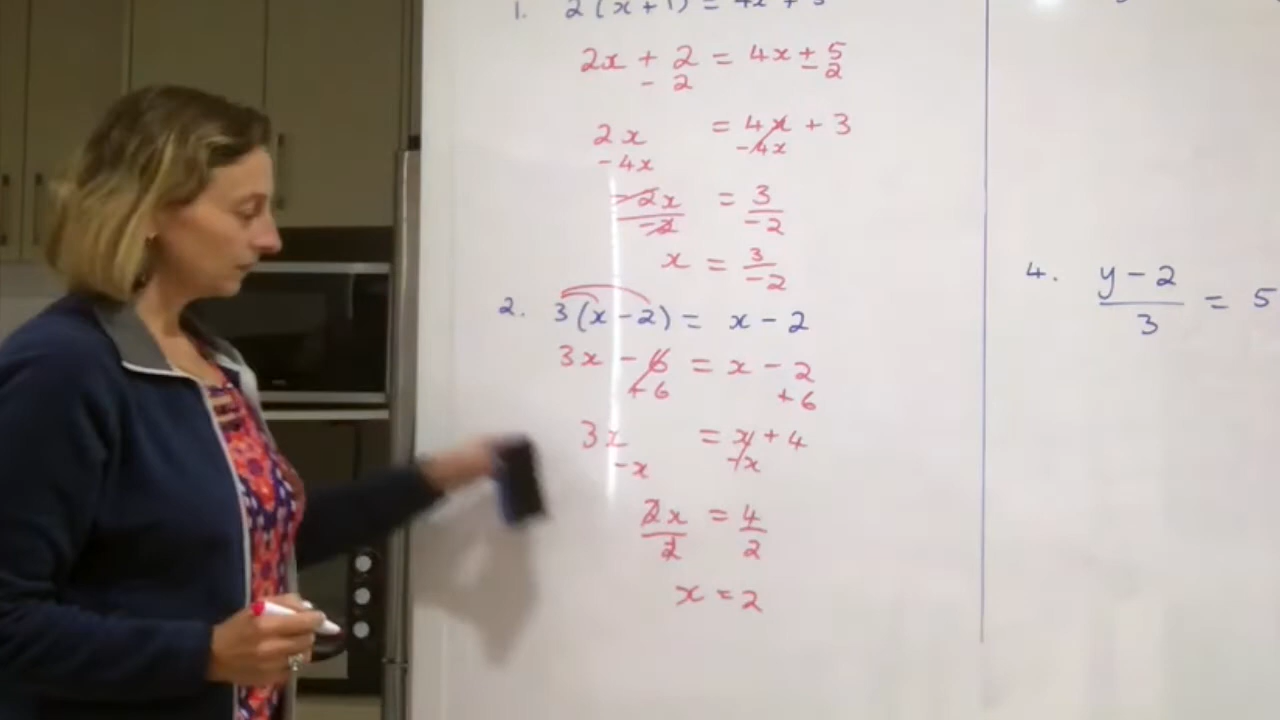 1. 2(x+1) = 4x + 5
2x + 2 = 4x + 5
- 2 - 2
2x = 4x + 3
-4x -4x
-2x = 3
-2 -2
x = 3
-2
2. 3(x-2) = x - 2
3x - 6 = x - 2
+6 +6
3x = x + 4
-x -x
2x = 4
2 2
x = 2
4. y - 2 = 5
3